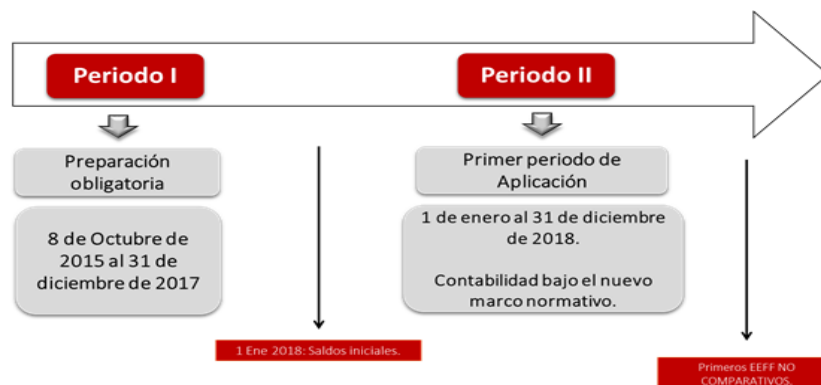 Periodo I
Periodo II
Preparación
obligatoria
Primer periodo de
Aplicación
8 de Octubre de
2015 al 31 de
diciembre de 2017
1 de enero al 31 de diciembre
de 2018.
Contabilidad bajo el nuevo
marco normativo.
1 Ene 2018: Saldos iniciales.
Primeros EEFF NO
COMPARATIVOS.